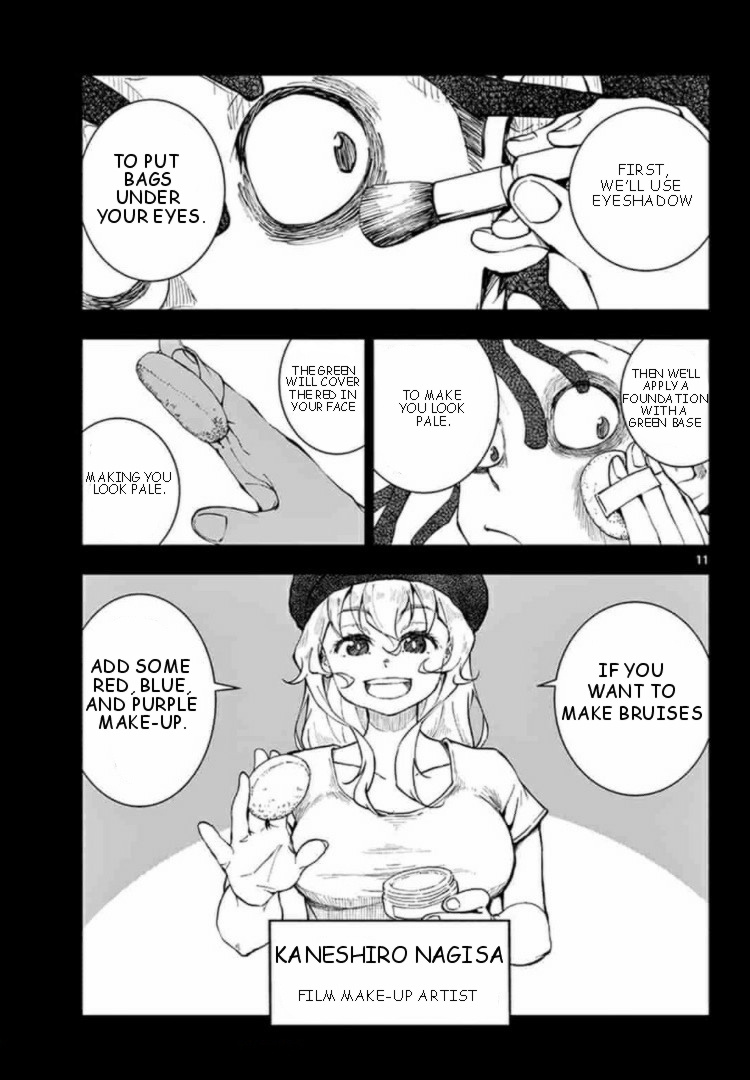 FIRST,
WE'LL USE
EYESHADOW
TO PUT
BAGS
UNDER
YOUR EYES.
THEN WE'LL
APPLY A
FOUNDATION
WITH A
GREEN BASE
TO MAKE
YOU LOOK
PALE.
THE GREEN
WILL COVER
THE RED IN
YOUR FACE
MAKING YOU
LOOK PALE.
11
IF YOU
WANT TO
MAKE BRUISES
ADD SOME
RED, BLUE,
AND PURPLE
MAKE-UP.
KANESHIRO NAGISA
FILM MAKE-UP ARTIST